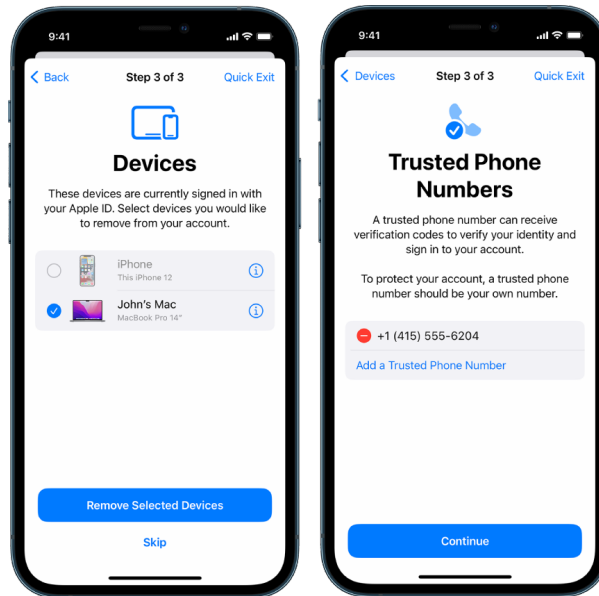 9:41
Back
Step 3 of 3
Quick Exit
Devices
These devices are currently signed in with
your Apple ID. Select devices you would like
to remove from your account.
iPhone
This iPhone 12
John's Mac
MacBook Pro 14"
Remove Selected Devices
Skip
9:41
Devices
Step 3 of 3
Quick Exit
Trusted Phone
Numbers
A trusted phone number can receive
verification codes to verify your identity and
sign in to your account.
To protect your account, a trusted phone
number should be your own number.
+1 (415) 555-6204
Add a Trusted Phone Number
Continue